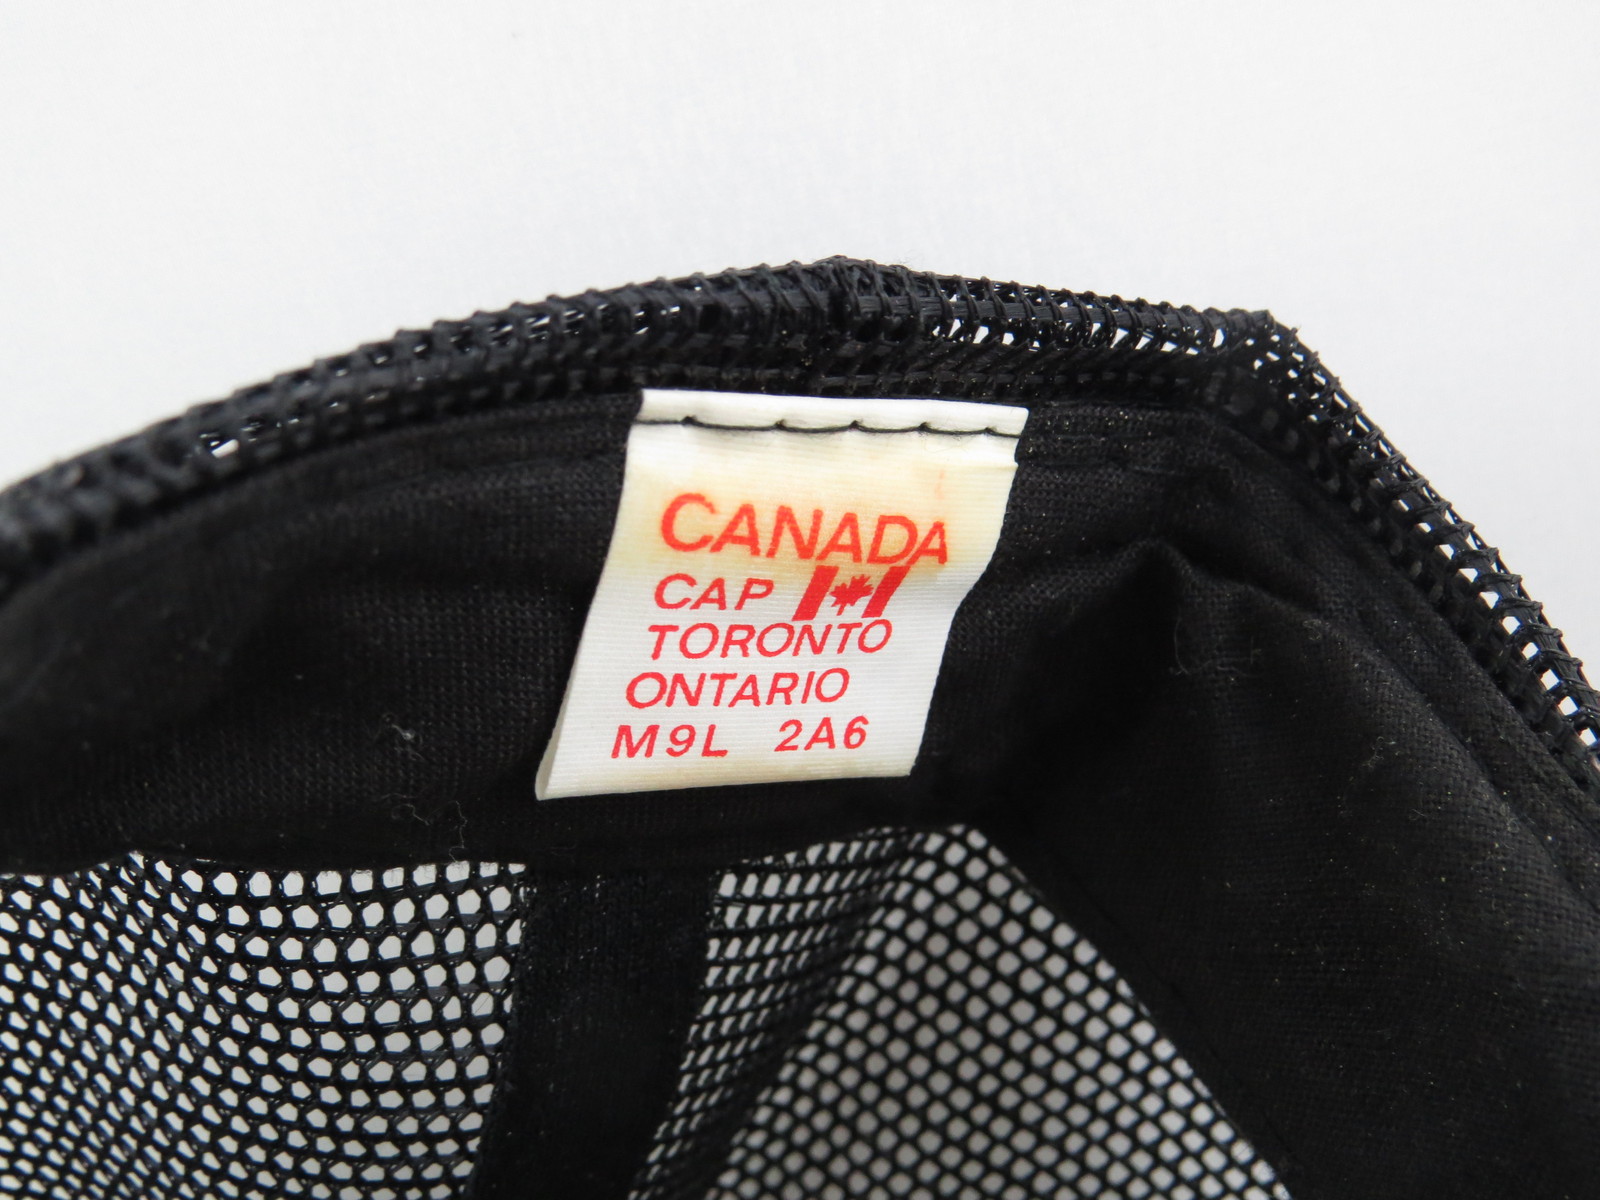 CANADA
CAP
TORONTO
ONTARIO
M9L 2A6